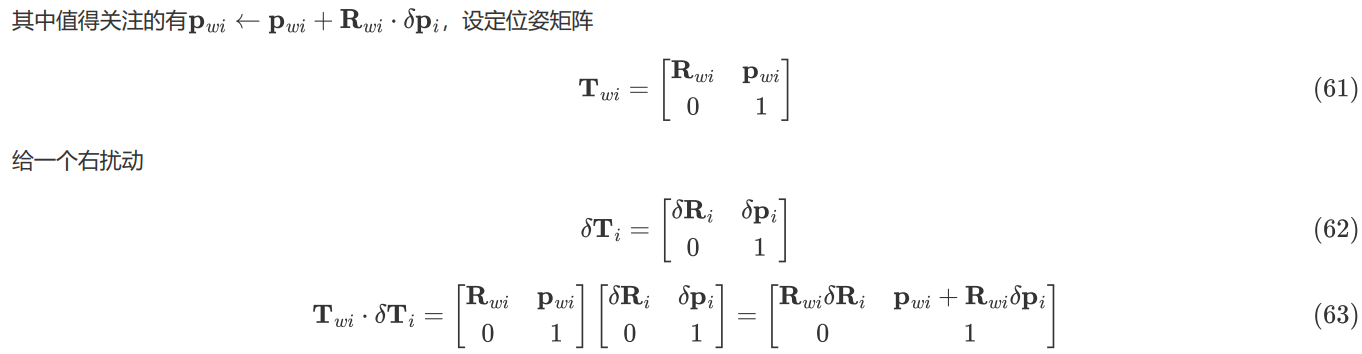 其中值得关注的有$\mathbf{p}_{wi} \leftarrow \mathbf{p}_{wi} + \mathbf{R}_{wi} \cdot \delta\mathbf{p}_i$，设定位姿矩阵
$$\mathbf{T}_{wi} = \begin{bmatrix} \mathbf{R}_{wi} & \mathbf{p}_{wi} \\ 0 & 1 \end{bmatrix} \quad (61)$$
给一个右扰动
$$\delta\mathbf{T}_i = \begin{bmatrix} \delta\mathbf{R}_i & \delta\mathbf{p}_i \\ 0 & 1 \end{bmatrix} \quad (62)$$
$$\mathbf{T}_{wi} \cdot \delta\mathbf{T}_i = \begin{bmatrix} \mathbf{R}_{wi} & \mathbf{p}_{wi} \\ 0 & 1 \end{bmatrix} \begin{bmatrix} \delta\mathbf{R}_i & \delta\mathbf{p}_i \\ 0 & 1 \end{bmatrix} = \begin{bmatrix} \mathbf{R}_{wi}\delta\mathbf{R}_i & \mathbf{p}_{wi} + \mathbf{R}_{wi}\delta\mathbf{p}_i \\ 0 & 1 \end{bmatrix} \quad (63)$$